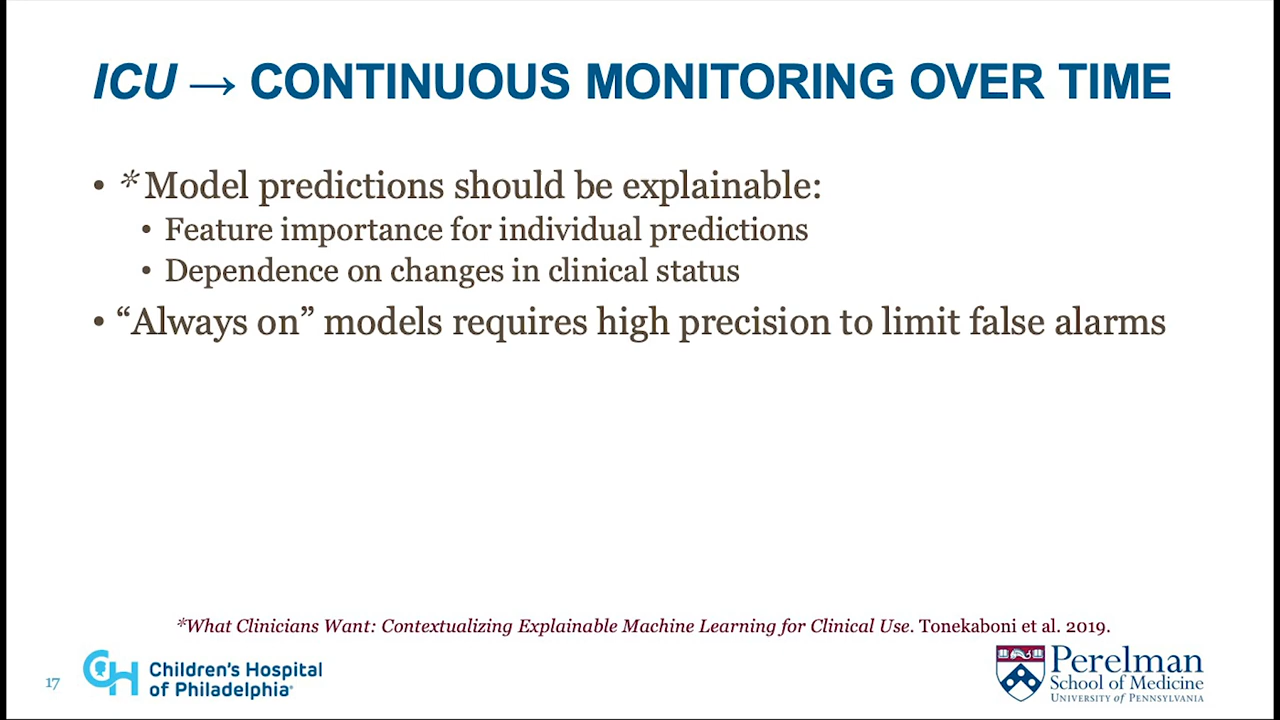 ICU → CONTINUOUS MONITORING OVER TIME
• *Model predictions should be explainable:
• Feature importance for individual predictions
• Dependence on changes in clinical status
• “Always on” models requires high precision to limit false alarms
*What Clinicians Want: Contextualizing Explainable Machine Learning for Clinical Use. Tonekaboni et al. 2019.
17
CH
Children's Hospital
of Philadelphia
Perelman
School of Medicine
UNIVERSITY of PENNSYLVANIA